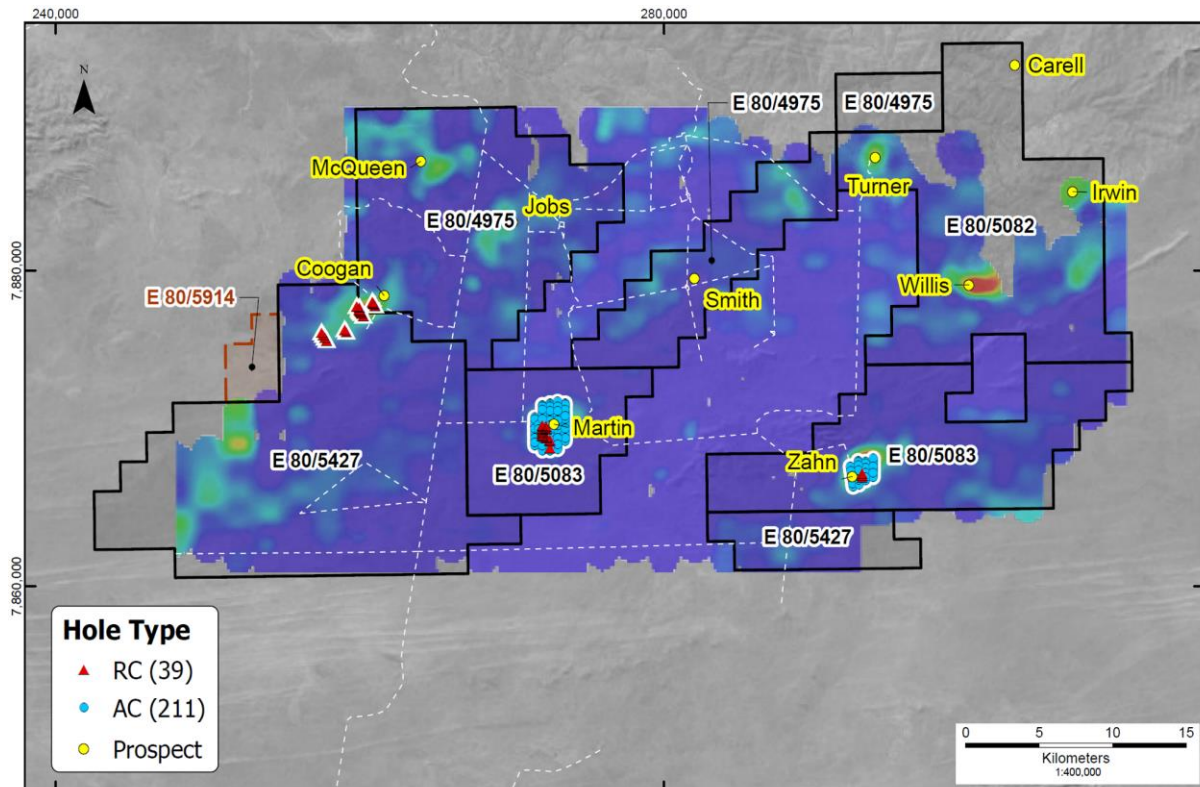 240,000
280,000
N
Carell
E 80/4975
E 80/4975
McQueen
Turner
Irwin
Jobs
E 80/4975
E 80/5082
7,880,000
Coogan
Willis
Smith
E 80/5914
Martin
Zahn
E 80/5083
E 80/5427
E 80/5083
E 80/5427
7,860,000
Hole Type
RC (39)
AC (211)
Prospect
0 5 10 15
Kilometers
1:400,000